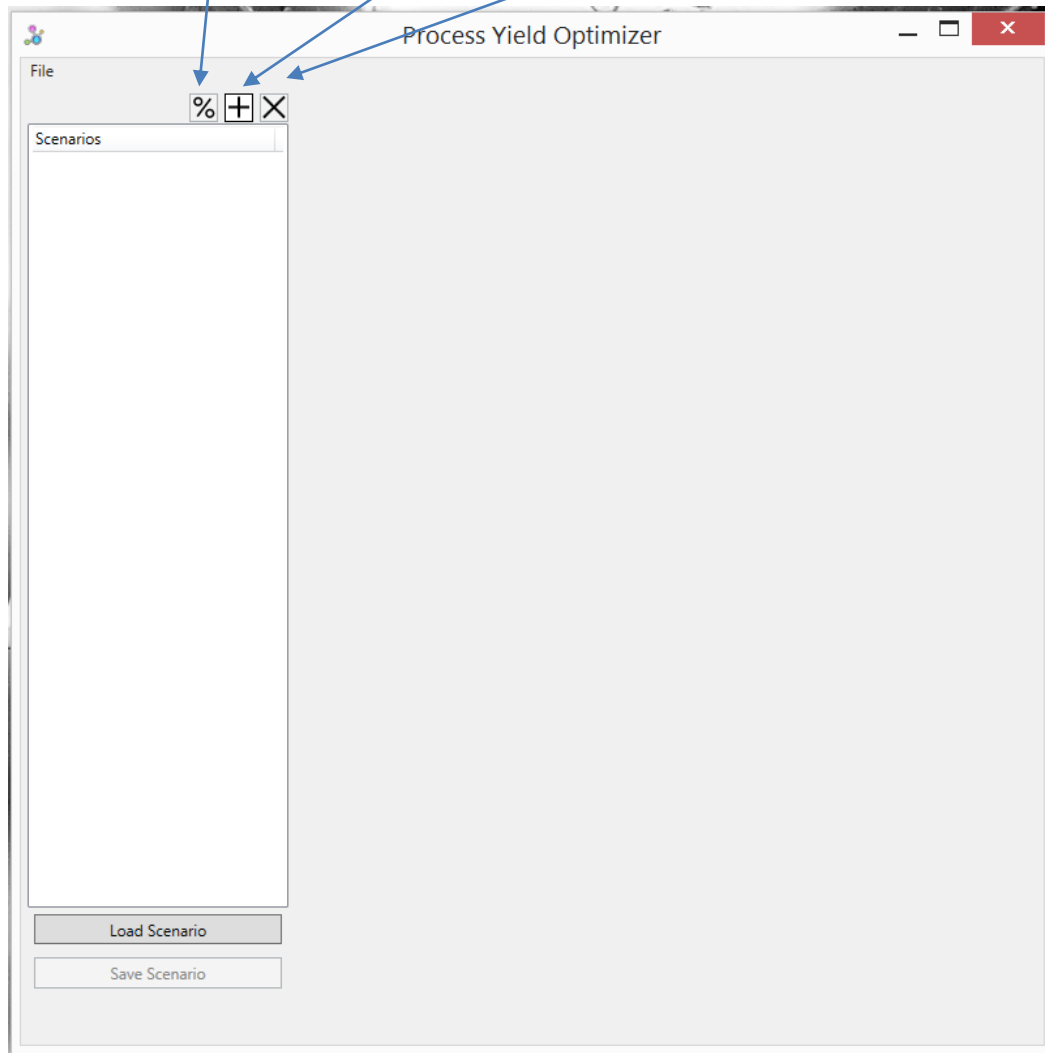 Process Yield Optimizer
File
% + X
Scenarios
Load Scenario
Save Scenario